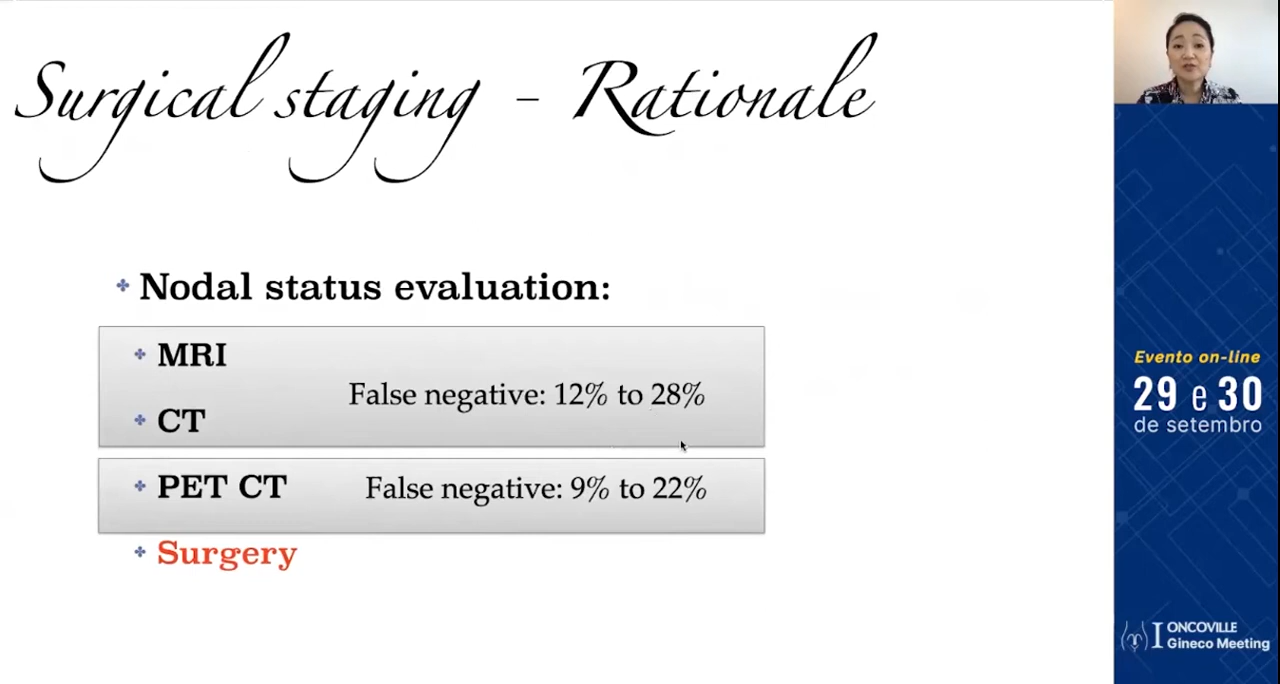 Surgical staging – Rationale
Nodal status evaluation:
MRI
False negative: 12% to 28%
CT
PET CT False negative: 9% to 22%
Surgery
Evento on-line
29 e 30
de setembro
I ONCOVILLE
Gineco Meeting